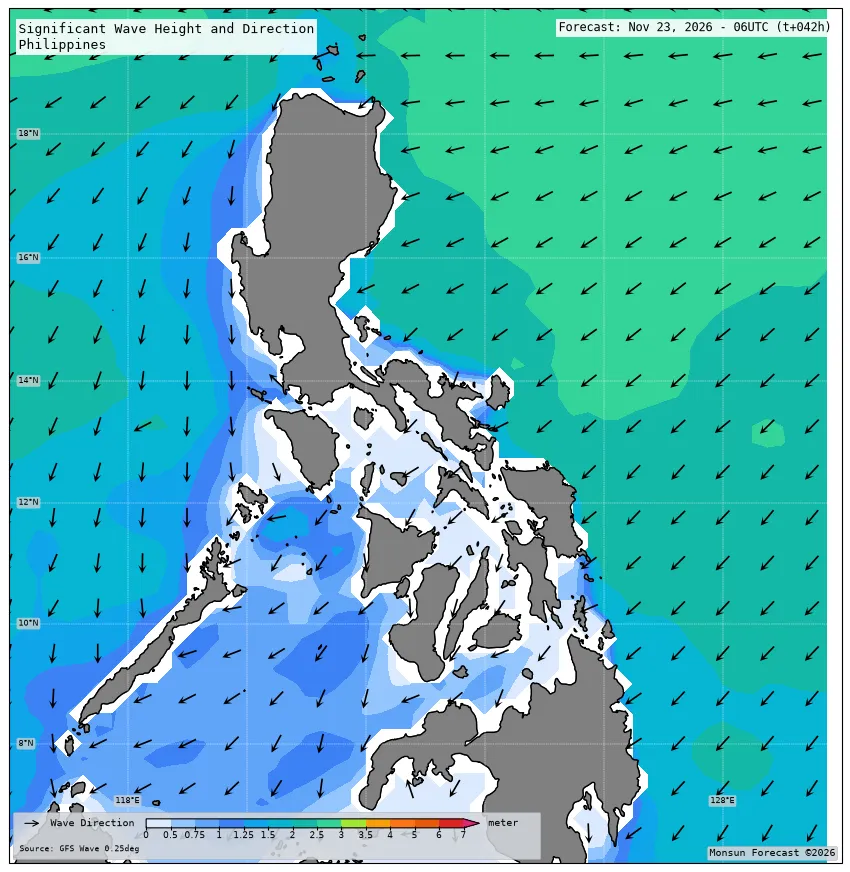 Significant Wave Height and Direction
Philippines
Forecast: Nov 23, 2026 - 06UTC (t+042h)
18°N
16°N
14°N
12°N
10°N
8°N
118°E
128°E
Wave Direction
0 0.5 0.75 1 1.25 1.5 2 2.5 3 3.5 4 5 6 7
meter
Source: GFS Wave 0.25deg
Monsun Forecast ©2026